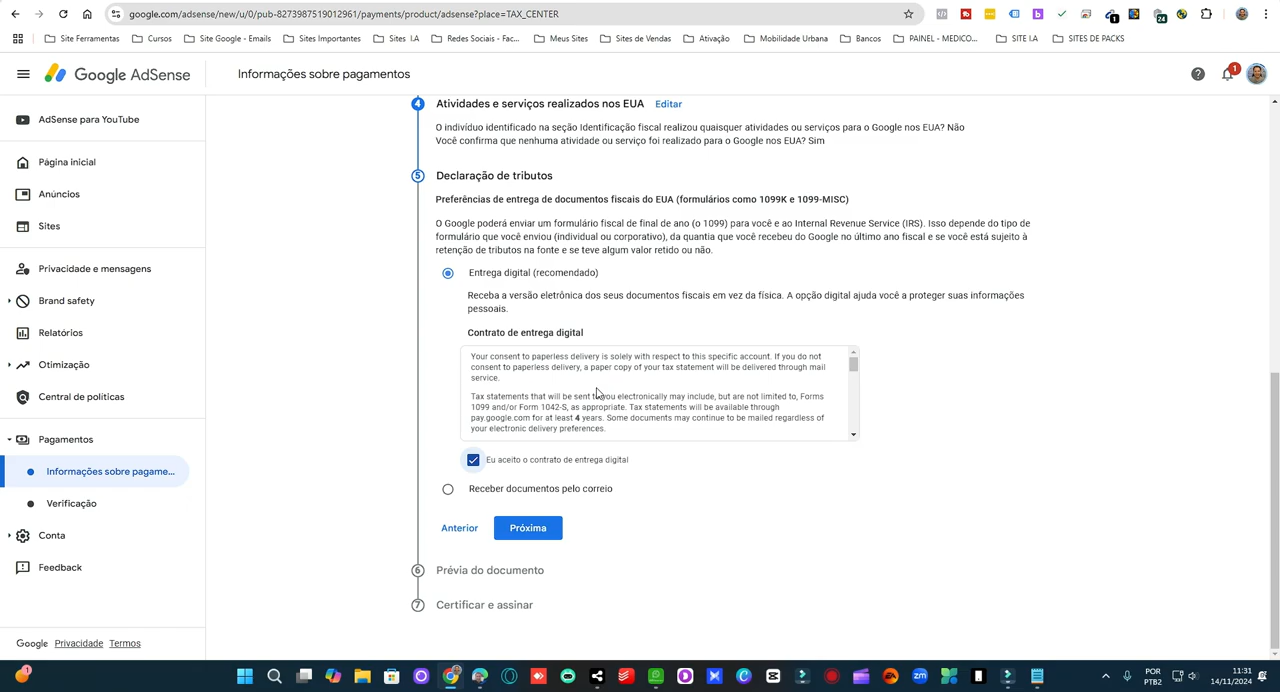 google.com/adsense/new/u/0/pub-8273987519012961/payments/product/adsense?place=TAX_CENTER
1
24
Site Ferramentas
Cursos
Site Google - Emails
Sites Importantes
Sites I.A
Redes Sociais - Fac...
Meus Sites
Sites de Vendas
Ativação
Mobilidade Urbana
Bancos
PAINEL - MEDICO...
SITE I.A
SITES DE PACKS
Google AdSense
Informações sobre pagamentos
1
AdSense para YouTube
Página inicial
Anúncios
Sites
Privacidade e mensagens
Brand safety
Relatórios
Otimização
Central de políticas
Pagamentos
Informações sobre pagame...
Verificação
Conta
Feedback
Google Privacidade Termos
4 Atividades e serviços realizados nos EUA Editar
O indivíduo identificado na seção Identificação fiscal realizou quaisquer atividades ou serviços para o Google nos EUA? Não
Você confirma que nenhuma atividade ou serviço foi realizado para o Google nos EUA? Sim
5 Declaração de tributos
Preferências de entrega de documentos fiscais do EUA (formulários como 1099K e 1099-MISC)
O Google poderá enviar um formulário fiscal de final de ano (o 1099) para você e ao Internal Revenue Service (IRS). Isso depende do tipo de
formulário que você enviou (individual ou corporativo), da quantia que você recebeu do Google no último ano fiscal e se você está sujeito à
retenção de tributos na fonte e se teve algum valor retido ou não.
Entrega digital (recomendado)
Receba a versão eletrônica dos seus documentos fiscais em vez da física. A opção digital ajuda você a proteger suas informações
pessoais.
Contrato de entrega digital
Your consent to paperless delivery is solely with respect to this specific account. If you do not
consent to paperless delivery, a paper copy of your tax statement will be delivered through mail
service.
Tax statements that will be sent to you electronically may include, but are not limited to, Forms
1099 and/or Form 1042-S, as appropriate. Tax statements will be available through
pay.google.com for at least 4 years. Some documents may continue to be mailed regardless of
your electronic delivery preferences.
Eu aceito o contrato de entrega digital
Receber documentos pelo correio
Anterior Próxima
6 Prévia do documento
7 Certificar e assinar
1
zm
POR
PTB2
11:31
14/11/2024